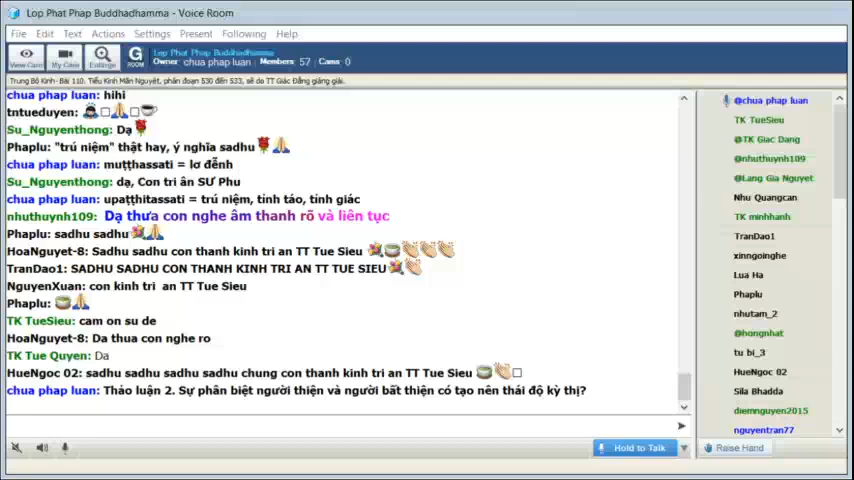 Lop Phat Phap Buddhadhamma - Voice Room
File Edit Text Actions Settings Present Following Help
View Cams My Cam Enlarge G ROOM
Lop Phat Phap Buddhadhamma
Owner: chua phap luan Members: 57 Cams: 0
Trung Bộ Kinh- Bài 110. Tiểu Kinh Mãn Nguyệt, phân đoạn 530 đến 533, sẽ do TT Giác Đẳng giảng giải.
chua phap luan: hihi
tntueduyen:
Su_Nguyenthong: Dạ
Phaplu: "trú niệm" thật hay, ý nghĩa sadhu
chua phap luan: muṭṭhassati = lơ đễnh
Su_Nguyenthong: dạ, Con tri ân SƯ Phu
chua phap luan: upaṭṭhitassati = trú niệm, tỉnh táo, tỉnh giác
nhuthuynh109: Dạ thưa con nghe âm thanh rõ và liên tục
Phaplu: sadhu sadhu
HoaNguyet-8: Sadhu sadhu con thanh kinh tri an TT Tue Sieu
TranDao1: SADHU SADHU CON THANH KINH TRI AN TT TUE SIEU
NguyenXuan: con kinh tri an TT Tue Sieu
Phaplu:
TK TueSieu: cam on su de
HoaNguyet-8: Da thua con nghe ro
TK Tue Quyen: Da
HueNgoc 02: sadhu sadhu sadhu sadhu chung con thanh kinh tri an TT Tue Sieu
chua phap luan: Thảo luận 2. Sự phân biệt người thiện và người bất thiện có tạo nên thái độ kỳ thị?
@chua phap luan
TK TueSieu
@TK Giac Dang
@nhuthuynh109
@Lang Gia Nguyet
Nhu Quangcan
TK minhhanh
TranDao1
xinngoinghe
Lua Ha
Phaplu
nhutam_2
@hongnhat
tu bi_3
HueNgoc 02
Sila Bhadda
diemnguyen2015
nguyentran77
Hold to Talk
Raise Hand